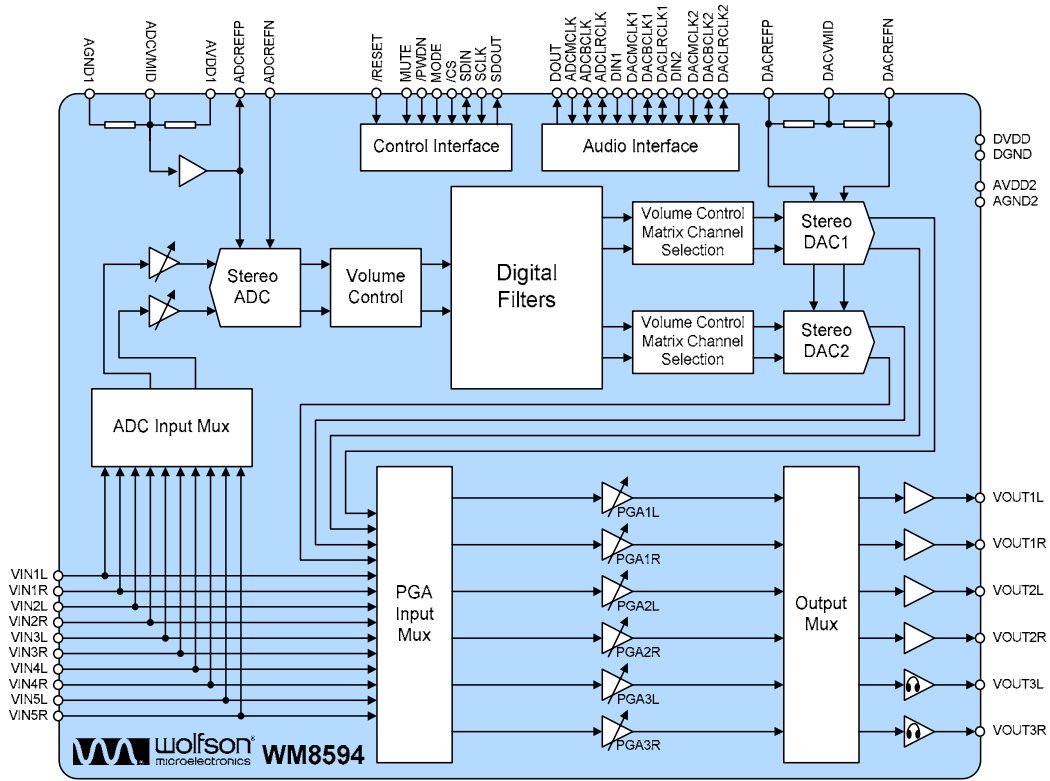 AGND1
ADCVMID
AVDD1
ADCREFP
ADCREFN
/RESET
MUTE
/PWDN
MODE
/CS
SDIN
SCLK
SDOUT
DOUT
ADCMCLK
ADCBCLK
ADCLRCLK
DIN1
DACMCLK1
DACBCLK1
DACLRCLK1
DIN2
DACMCLK2
DACBCLK2
DACLRCLK2
DACREFP
DACVMID
DACREFN
Control Interface
Audio Interface
DVDD
DGND
AVDD2
AGND2
Stereo
ADC
Volume
Control
Digital
Filters
Volume Control
Matrix Channel
Selection
Stereo
DAC1
Volume Control
Matrix Channel
Selection
Stereo
DAC2
ADC Input Mux
VIN1L
VIN1R
VIN2L
VIN2R
VIN3L
VIN3R
VIN4L
VIN4R
VIN5L
VIN5R
PGA
Input
Mux
PGA1L
PGA1R
PGA2L
PGA2R
PGA3L
PGA3R
Output
Mux
VOUT1L
VOUT1R
VOUT2L
VOUT2R
VOUT3L
VOUT3R
wolfson®
microelectronics
WM8594